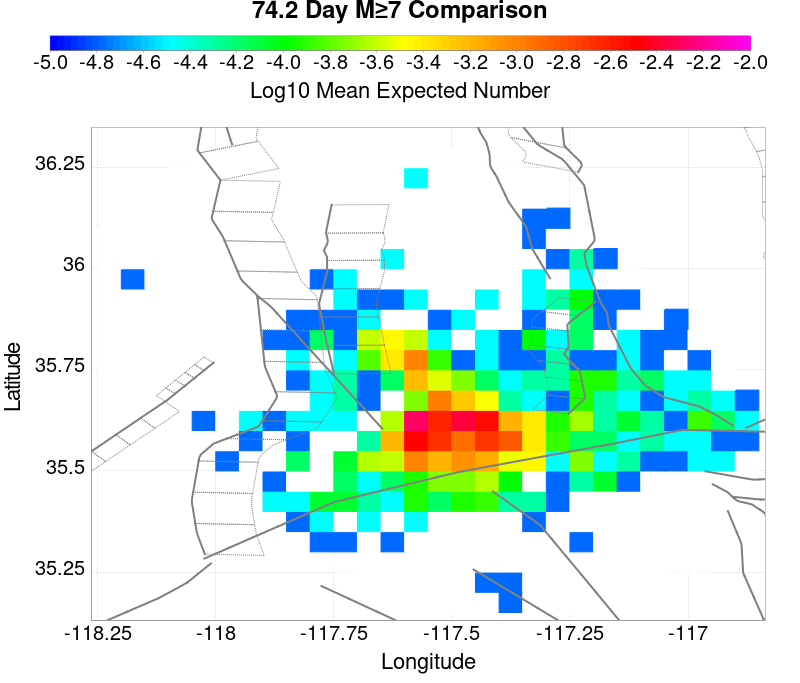 74.2 Day M≥7 Comparison
-5.0 -4.8 -4.6 -4.4 -4.2 -4.0 -3.8 -3.6 -3.4 -3.2 -3.0 -2.8 -2.6 -2.4 -2.2 -2.0
Log10 Mean Expected Number
36.25
36
35.75
35.5
35.25
Latitude
-118.25 -118 -117.75 -117.5 -117.25 -117
Longitude